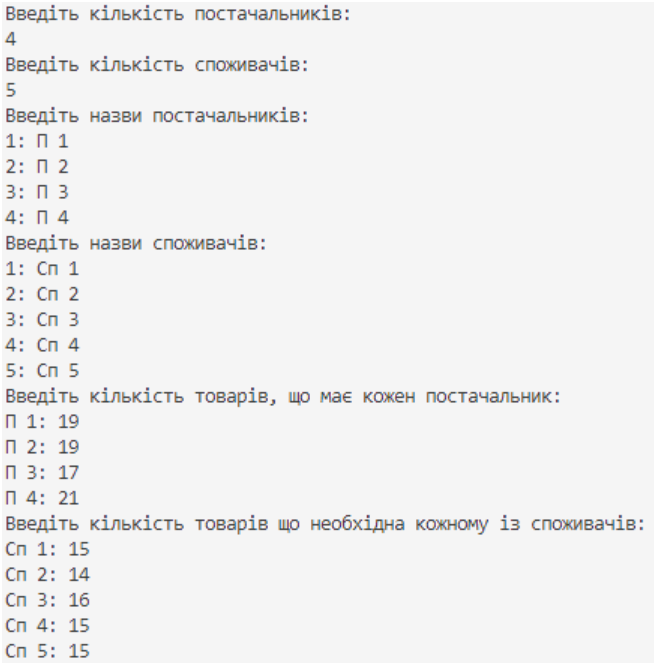 Введіть кількість постачальників:
4
Введіть кількість споживачів:
5
Введіть назви постачальників:
1: П 1
2: П 2
3: П 3
4: П 4
Введіть назви споживачів:
1: Сп 1
2: Сп 2
3: Сп 3
4: Сп 4
5: Сп 5
Введіть кількість товарів, що має кожен постачальник:
П 1: 19
П 2: 19
П 3: 17
П 4: 21
Введіть кількість товарів що необхідна кожному із споживачів:
Сп 1: 15
Сп 2: 14
Сп 3: 16
Сп 4: 15
Сп 5: 15